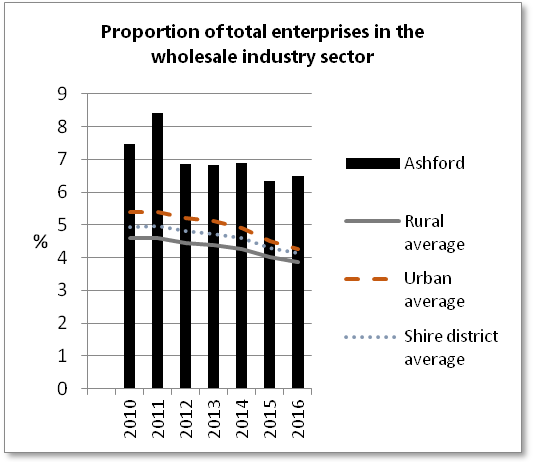 Proportion of total enterprises in the
wholesale industry sector
9
8
7
6
5
4
3
2
1
0
%
2010
2011
2012
2013
2014
2015
2016
Ashford
Rural
average
Urban
average
Shire district
average